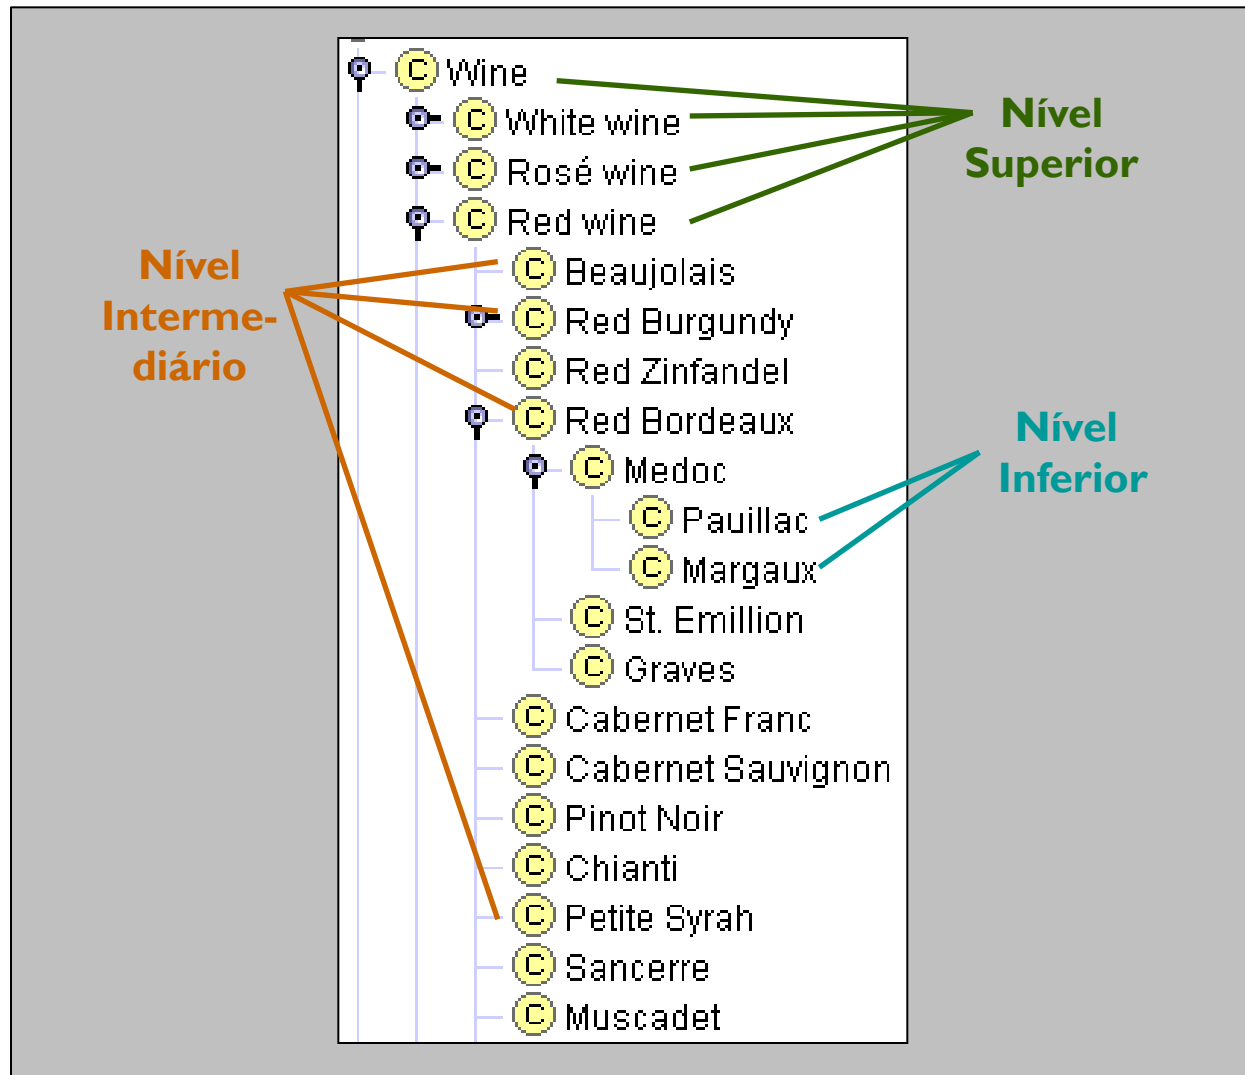 Wine
White wine
Rosé wine
Red wine
Beaujolais
Red Burgundy
Red Zinfandel
Red Bordeaux
Medoc
Pauillac
Margaux
St. Emillion
Graves
Cabernet Franc
Cabernet Sauvignon
Pinot Noir
Chianti
Petite Syrah
Sancerre
Muscadet
Nível
Superior
Nível
Interme-
diário
Nível
Inferior